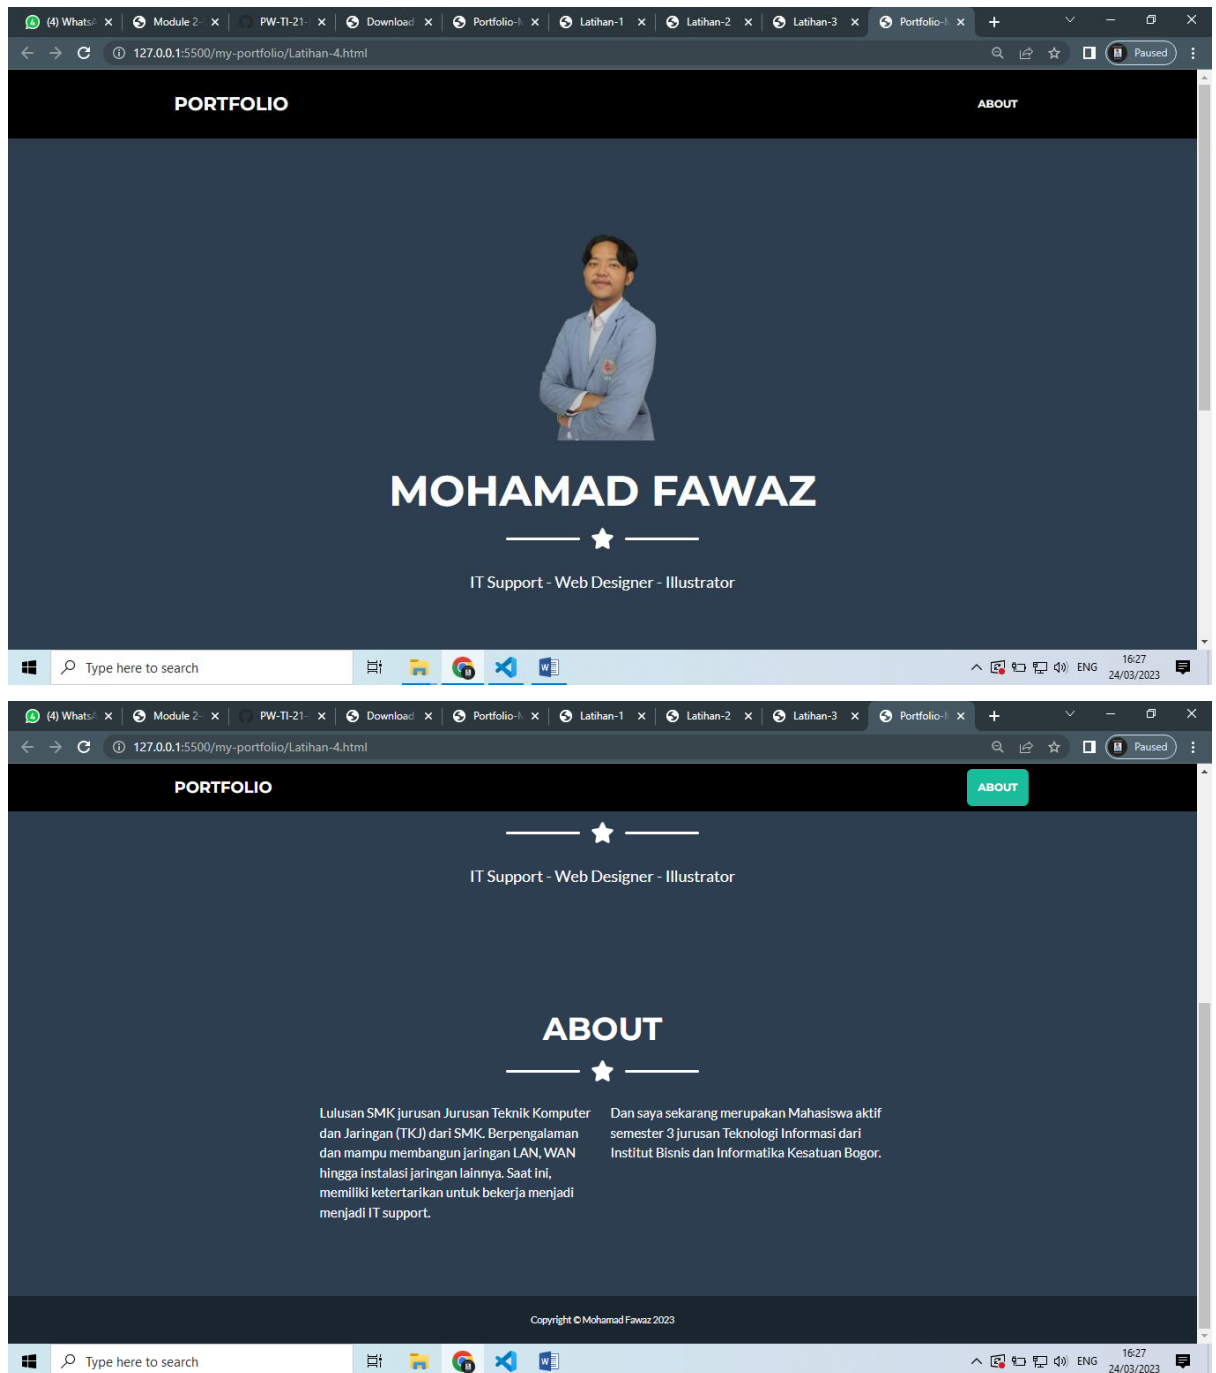 (4) Whats
Module 2-
PW-TI-21-
Download
Portfolio-
Latihan-1
Latihan-2
Latihan-3
Portfolio-
127.0.0.1:5500/my-portfolio/Latihan-4.html
Paused
PORTFOLIO
ABOUT
MOHAMAD FAWAZ
IT Support - Web Designer - Illustrator
Type here to search
ENG
16:27
24/03/2023
(4) Whats
Module 2-
PW-TI-21-
Download
Portfolio-
Latihan-1
Latihan-2
Latihan-3
Portfolio-
127.0.0.1:5500/my-portfolio/Latihan-4.html
Paused
PORTFOLIO
ABOUT
IT Support - Web Designer - Illustrator
ABOUT
Lulusan SMK jurusan Jurusan Teknik Komputer
dan Jaringan (TKJ) dari SMK. Berpengalaman
dan mampu membangun jaringan LAN, WAN
hingga instalasi jaringan lainnya. Saat ini,
memiliki ketertarikan untuk bekerja menjadi
menjadi IT support.
Dan saya sekarang merupakan Mahasiswa aktif
semester 3 jurusan Teknologi Informasi dari
Institut Bisnis dan Informatika Kesatuan Bogor.
Copyright © Mohamad Fawaz 2023
Type here to search
ENG
16:27
24/03/2023